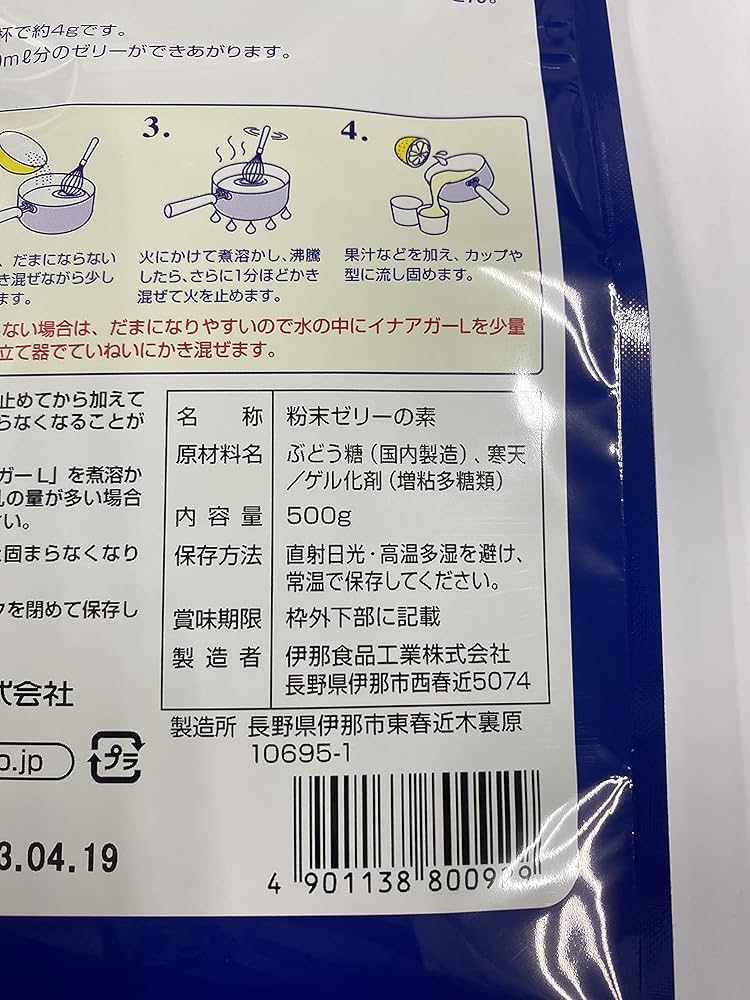 杯で約4gです。
mℓ分のゼリーができあがります。
3.
4.
、だまにならない
き混ぜながら少し
ます。
火にかけて煮溶かし、沸騰
したら、さらに1分ほどかき
混ぜて火を止めます。
果汁などを加え、カップや
型に流し固めます。
ない場合は、だまになりやすいので水の中にイナアガーLを少量
立て器でていねいにかき混ぜます。
止めてから加えて
らなくなることが
ガーL」を煮溶か
乳の量が多い場合
さい。
と固まらなくなり
クを閉めて保存し
式会社
o.jp
プラ
3.04.19
名称 粉末ゼリーの素
原材料名 ぶどう糖(国内製造)、寒天
/ゲル化剤(増粘多糖類)
内容量 500g
保存方法 直射日光・高温多湿を避け、
常温で保存してください。
賞味期限 枠外下部に記載
製造者 伊那食品工業株式会社
長野県伊那市西春近5074
製造所 長野県伊那市東春近木裏原
10695-1
4 901138 800929